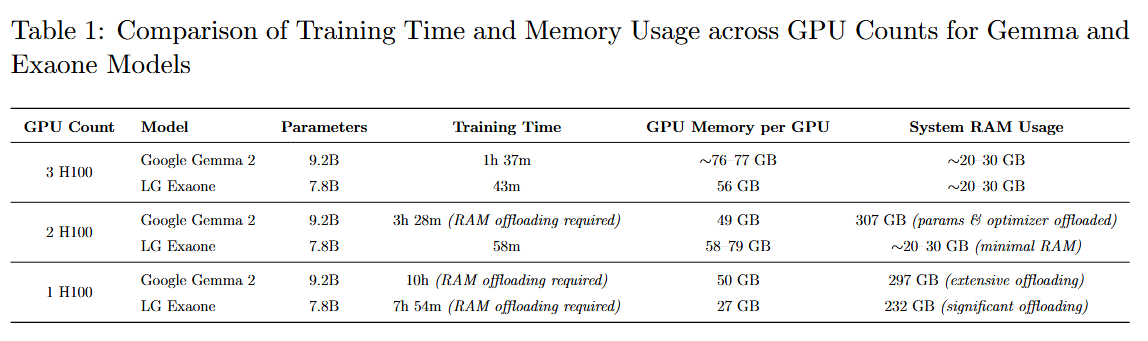 Table 1: Comparison of Training Time and Memory Usage across GPU Counts for Gemma and
Exaone Models
GPU Count Model Parameters Training Time GPU Memory per GPU System RAM Usage
3 H100
Google Gemma 2 9.2B 1h 37m ~76–77 GB ~20–30 GB
LG Exaone 7.8B 43m 56 GB ~20–30 GB
2 H100
Google Gemma 2 9.2B 3h 28m (RAM offloading required) 49 GB 307 GB (params & optimizer offloaded)
LG Exaone 7.8B 58m 58–79 GB ~20–30 GB (minimal RAM)
1 H100
Google Gemma 2 9.2B 10h (RAM offloading required) 50 GB 297 GB (extensive offloading)
LG Exaone 7.8B 7h 54m (RAM offloading required) 27 GB 232 GB (significant offloading)